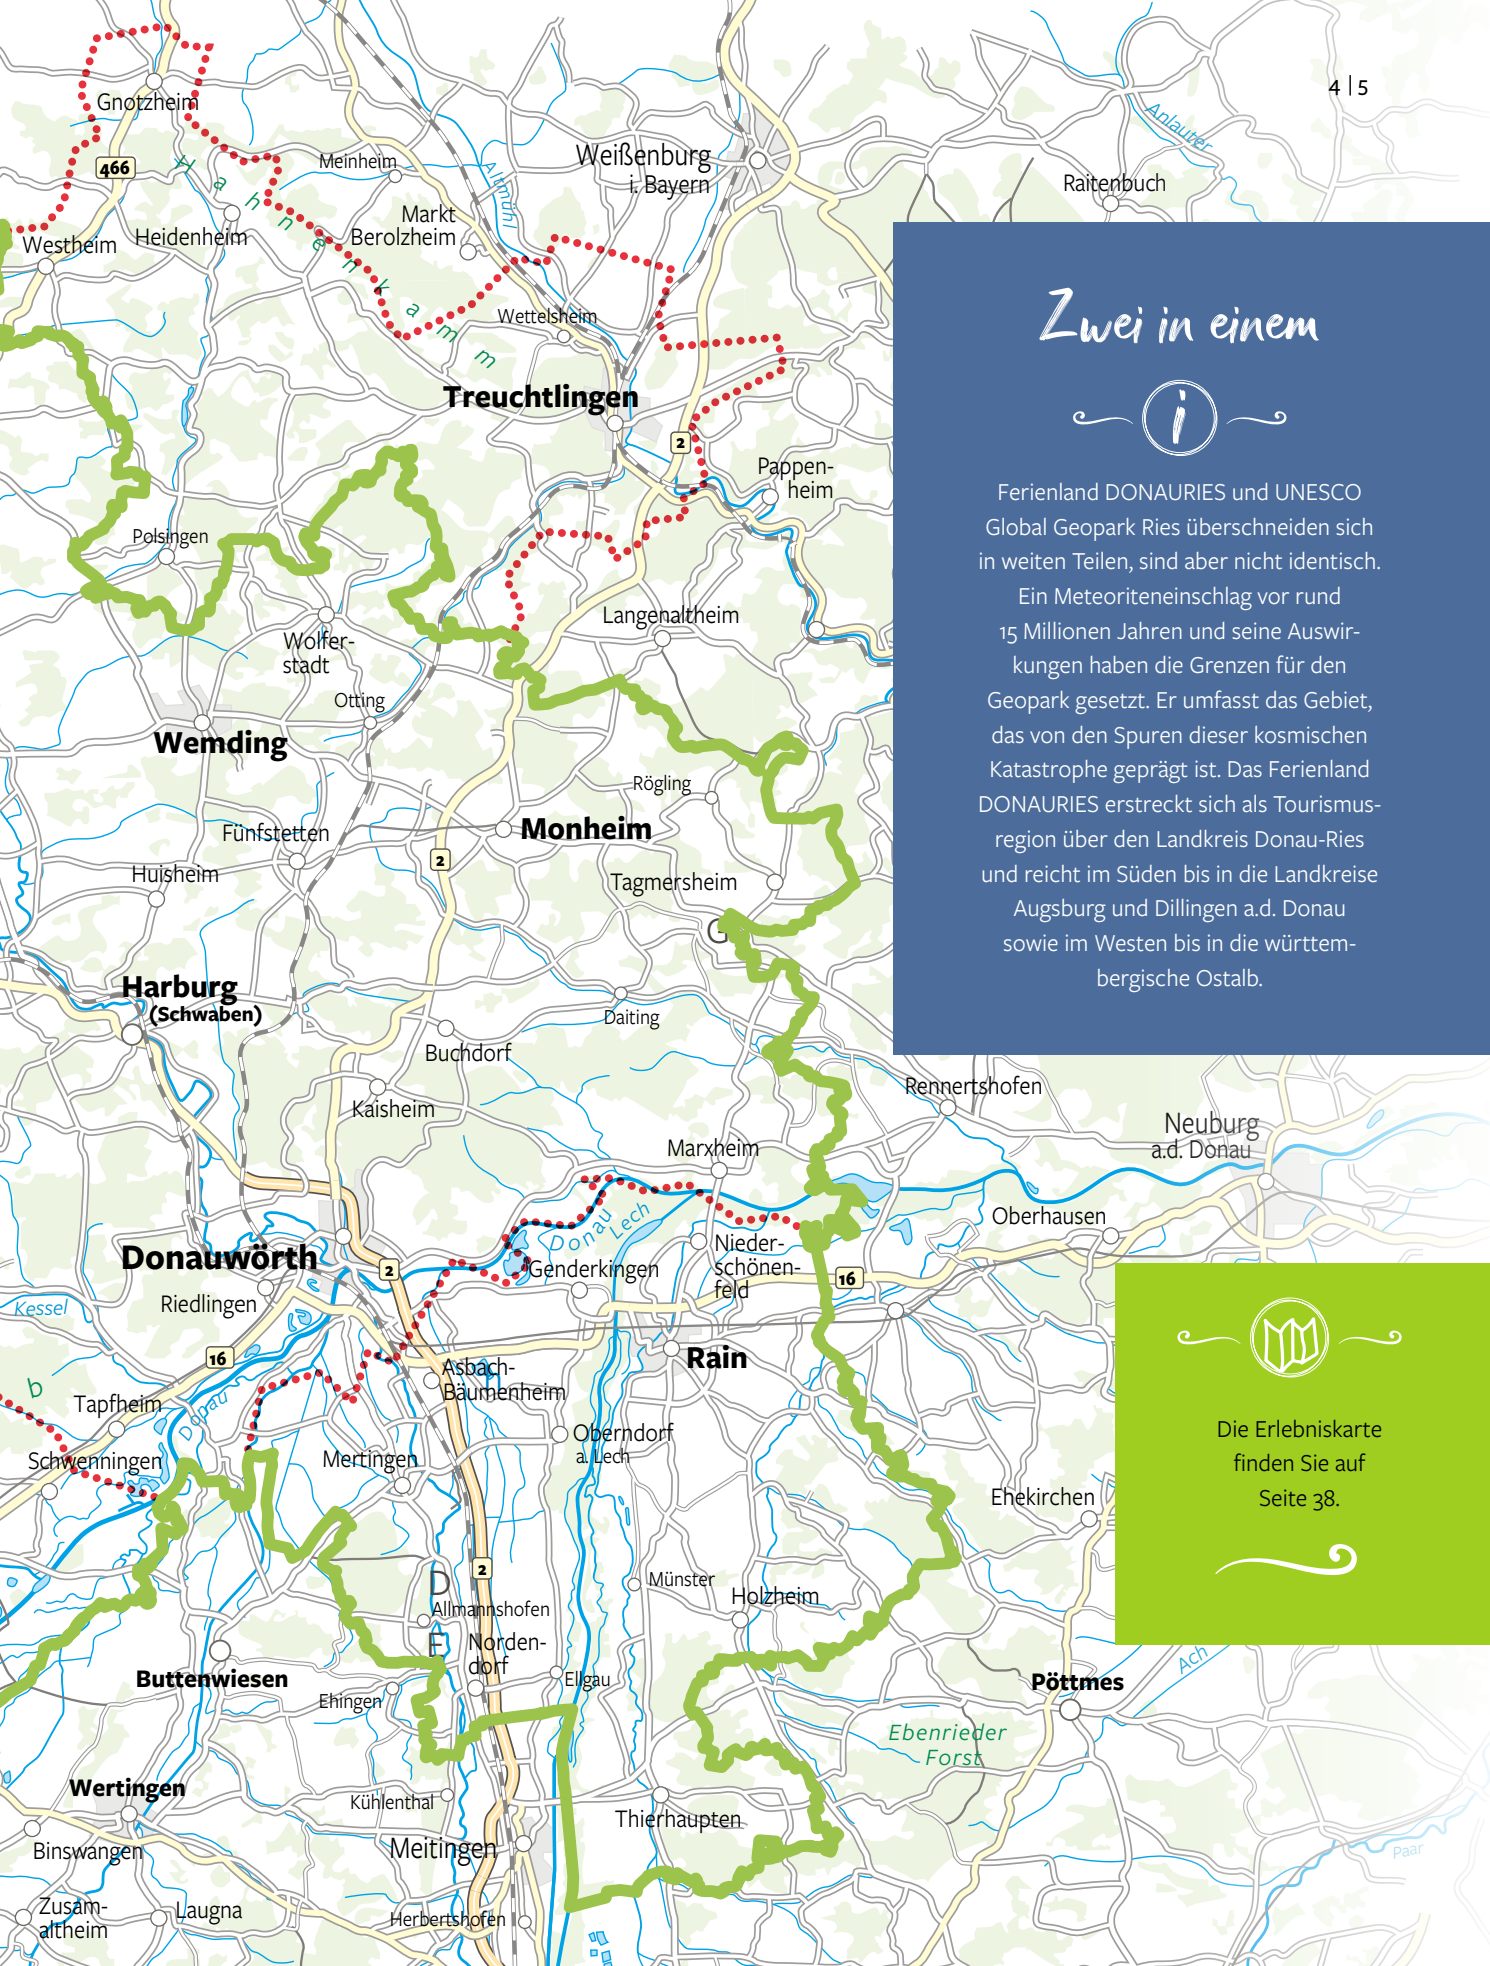 4 | 5
Gnotzheim
466
Hahnenkamm
Meinheim
Altmühl
Weißenburg
i. Bayern
Anlauter
Raitenbuch
Westheim
Heidenheim
Markt
Berolzheim
Wettelsheim
Treuchtlingen
2
Pappen-
heim
Polsingen
Wolfer-
stadt
Langenaltheim
Otting
Wemding
Rögling
Monheim
Fünfstetten
2
Huisheim
Tagmersheim
G
Harburg
(Schwaben)
Daiting
Buchdorf
Kaisheim
Rennertshofen
Neuburg
a.d. Donau
Marxheim
Donau
Lech
Oberhausen
Donauwörth
2
Genderkingen
Nieder-
schönen-
feld
16
Riedlingen
Kessel
16
Rain
Asbach-
Bäumenheim
b
Tapfheim
Donau
Oberndorf
a. Lech
Schwenningen
Mertingen
Ehekirchen
2
D
Münster
Holzheim
Allmannshofen
E
Norden-
dorf
Ellgau
Buttenwiesen
Ehingen
Pöttmes
Ach
Ebenrieder
Forst
Wertingen
Kühlenthal
Thierhaupten
Binswangen
Meitingen
Paar
Zusam-
altheim
Laugna
Herbertshofen
Zwei in einem
i
Ferienland DONAURIES und UNESCO
Global Geopark Ries überschneiden sich
in weiten Teilen, sind aber nicht identisch.
Ein Meteoriteneinschlag vor rund
15 Millionen Jahren und seine Auswir-
kungen haben die Grenzen für den
Geopark gesetzt. Er umfasst das Gebiet,
das von den Spuren dieser kosmischen
Katastrophe geprägt ist. Das Ferienland
DONAURIES erstreckt sich als Tourismus-
region über den Landkreis Donau-Ries
und reicht im Süden bis in die Landkreise
Augsburg und Dillingen a.d. Donau
sowie im Westen bis in die württem-
bergische Ostalb.
Die Erlebniskarte
finden Sie auf
Seite 38.